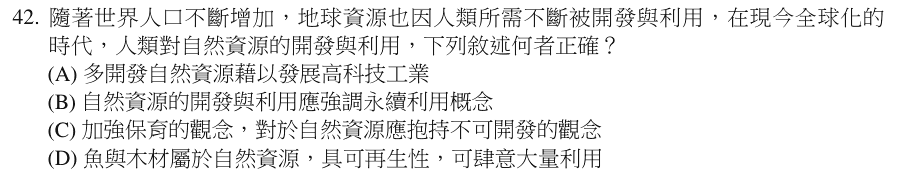 42. 隨著世界人口不斷增加，地球資源也因人類所需不斷被開發與利用，在現今全球化的
時代，人類對自然資源的開發與利用，下列敘述何者正確？
(A) 多開發自然資源藉以發展高科技工業
(B) 自然資源的開發與利用應強調永續利用概念
(C) 加強保育的觀念，對於自然資源應抱持不可開發的觀念
(D) 魚與木材屬於自然資源，具可再生性，可肆意大量利用